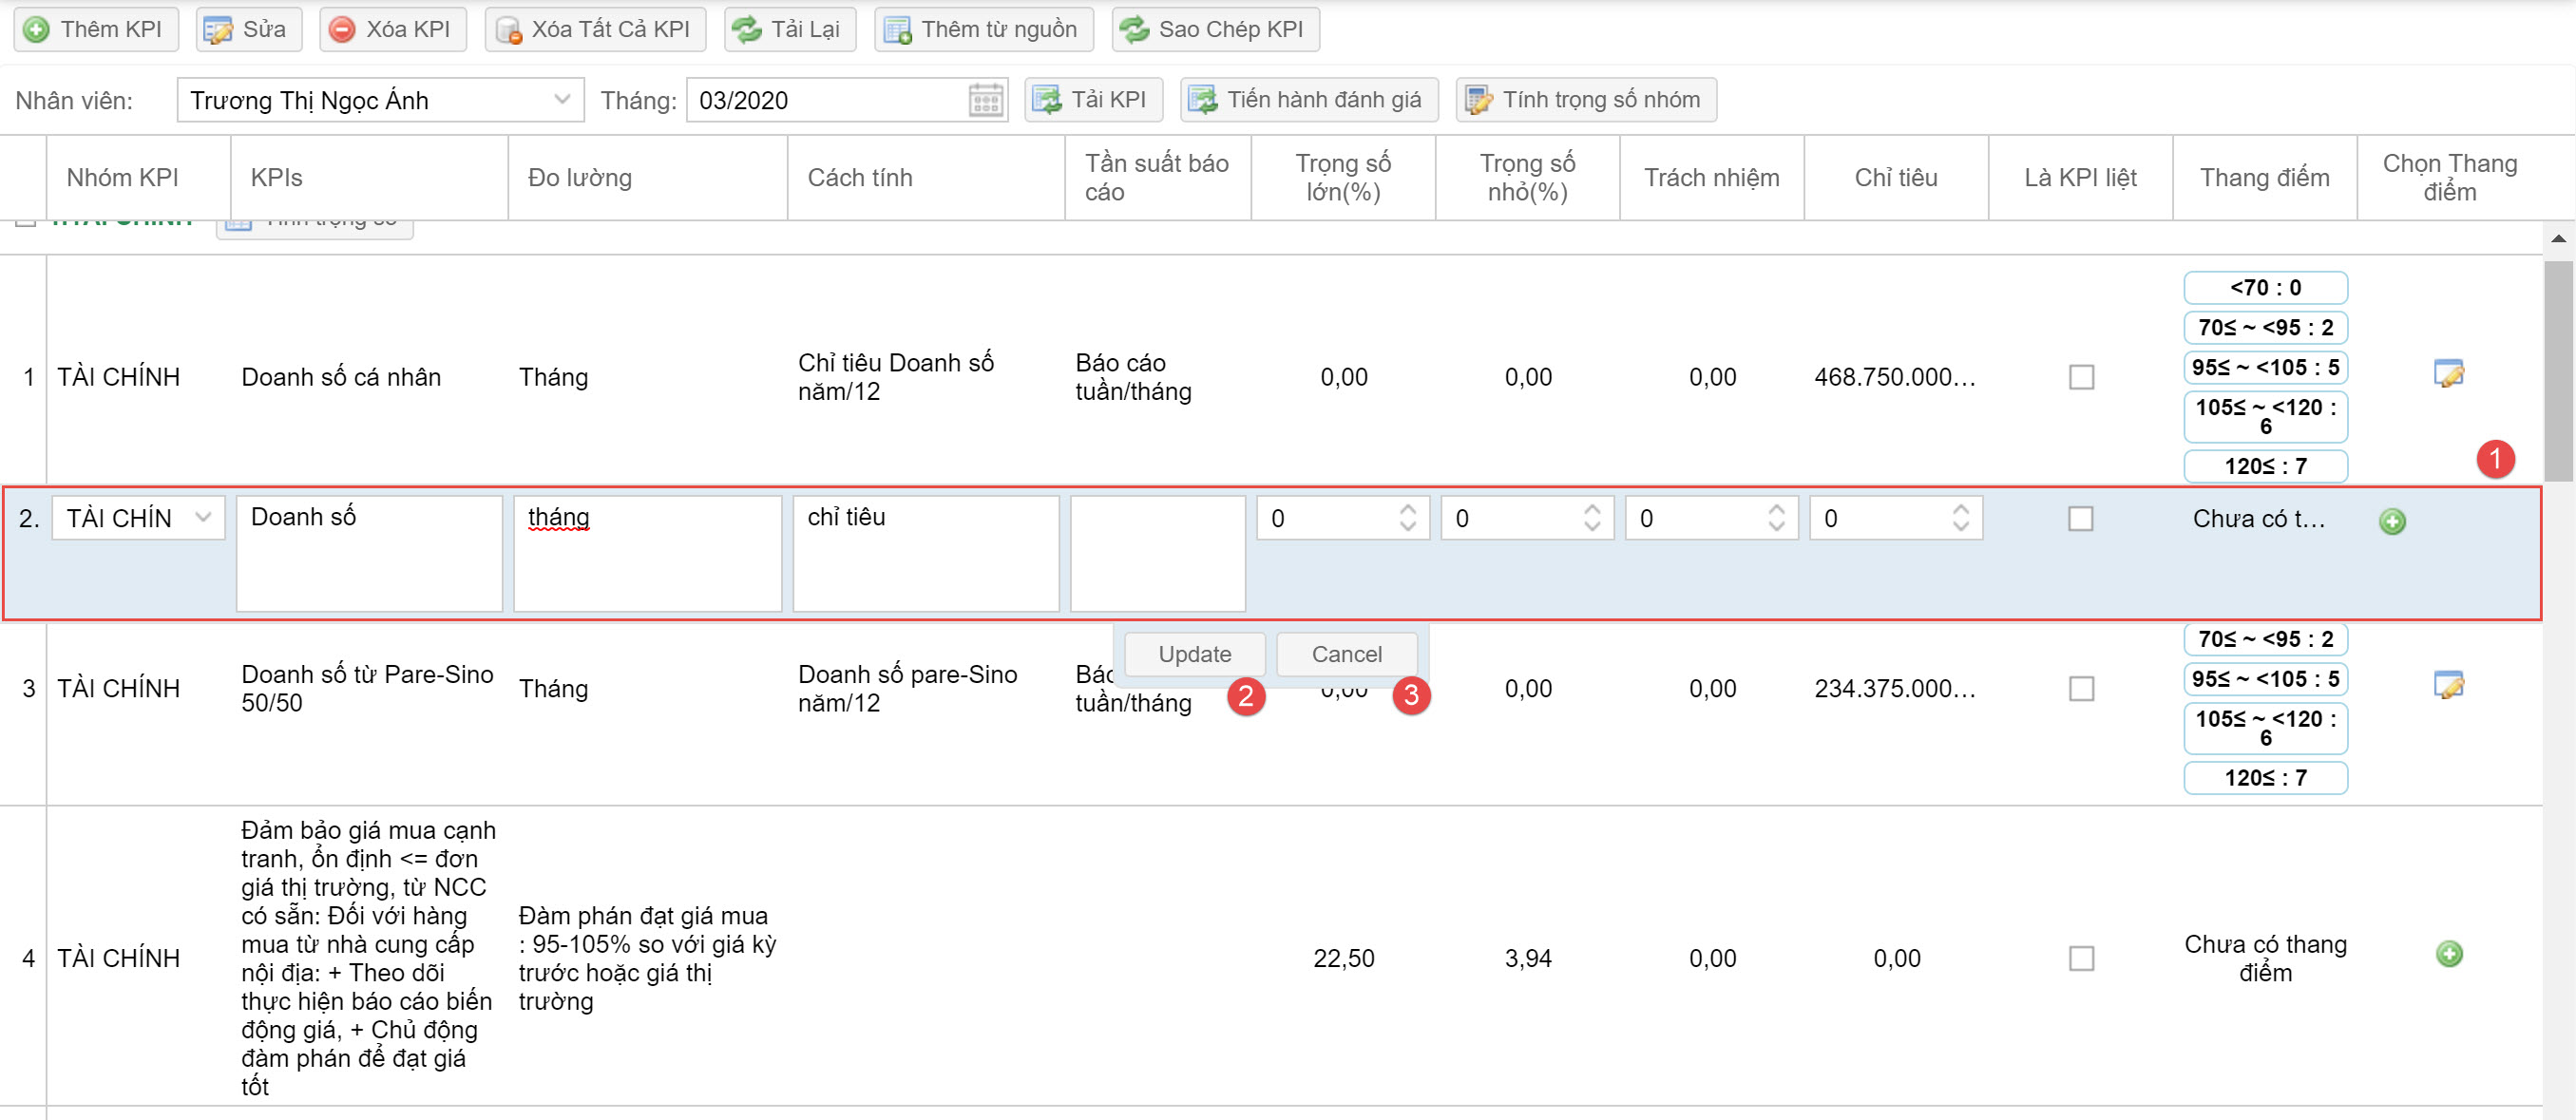 Thêm KPI Sửa Xóa KPI Xóa Tất Cả KPI Tải Lại Thêm từ nguồn Sao Chép KPI
Nhân viên: Trương Thị Ngọc Ánh Tháng: 03/2020 Tải KPI Tiến hành đánh giá Tính trọng số nhóm
Nhóm KPI KPIs Đo lường Cách tính
Tần suất báo
cáo
Trọng số
lớn(%)
Trọng số
nhỏ(%)
Trách nhiệm Chỉ tiêu Là KPI liệt Thang điểm
Chọn Thang
điểm
1 TÀI CHÍNH Doanh số cá nhân Tháng
Chỉ tiêu Doanh số
năm/12
Báo cáo
tuần/tháng
0,00 0,00 0,00 468.750.000...
<70 : 0
70≤ ~ <95 : 2
95≤ ~ <105 : 5
105≤ ~ <120 :
6
120≤ : 7
1
2. TÀI CHÍN Doanh số tháng chỉ tiêu 0 0 0 0 Chưa có t...
Update Cancel
2 3
3 TÀI CHÍNH
Doanh số từ Pare-Sino
50/50
Tháng
Doanh số pare-Sino
năm/12
tuần/tháng
0,00 0,00 0,00 234.375.000...
70≤ ~ <95 : 2
95≤ ~ <105 : 5
105≤ ~ <120 :
6
120≤ : 7
4 TÀI CHÍNH
Đảm bảo giá mua cạnh
tranh, ổn định <= đơn
giá thị trường, từ NCC
có sẵn: Đối với hàng
mua từ nhà cung cấp
nội địa: + Theo dõi
thực hiện báo cáo biến
động giá, + Chủ động
đàm phán để đạt giá
tốt
Đàm phán đạt giá mua
: 95-105% so với giá kỳ
trước hoặc giá thị
trường
22,50 3,94 0,00 0,00
Chưa có thang
điểm